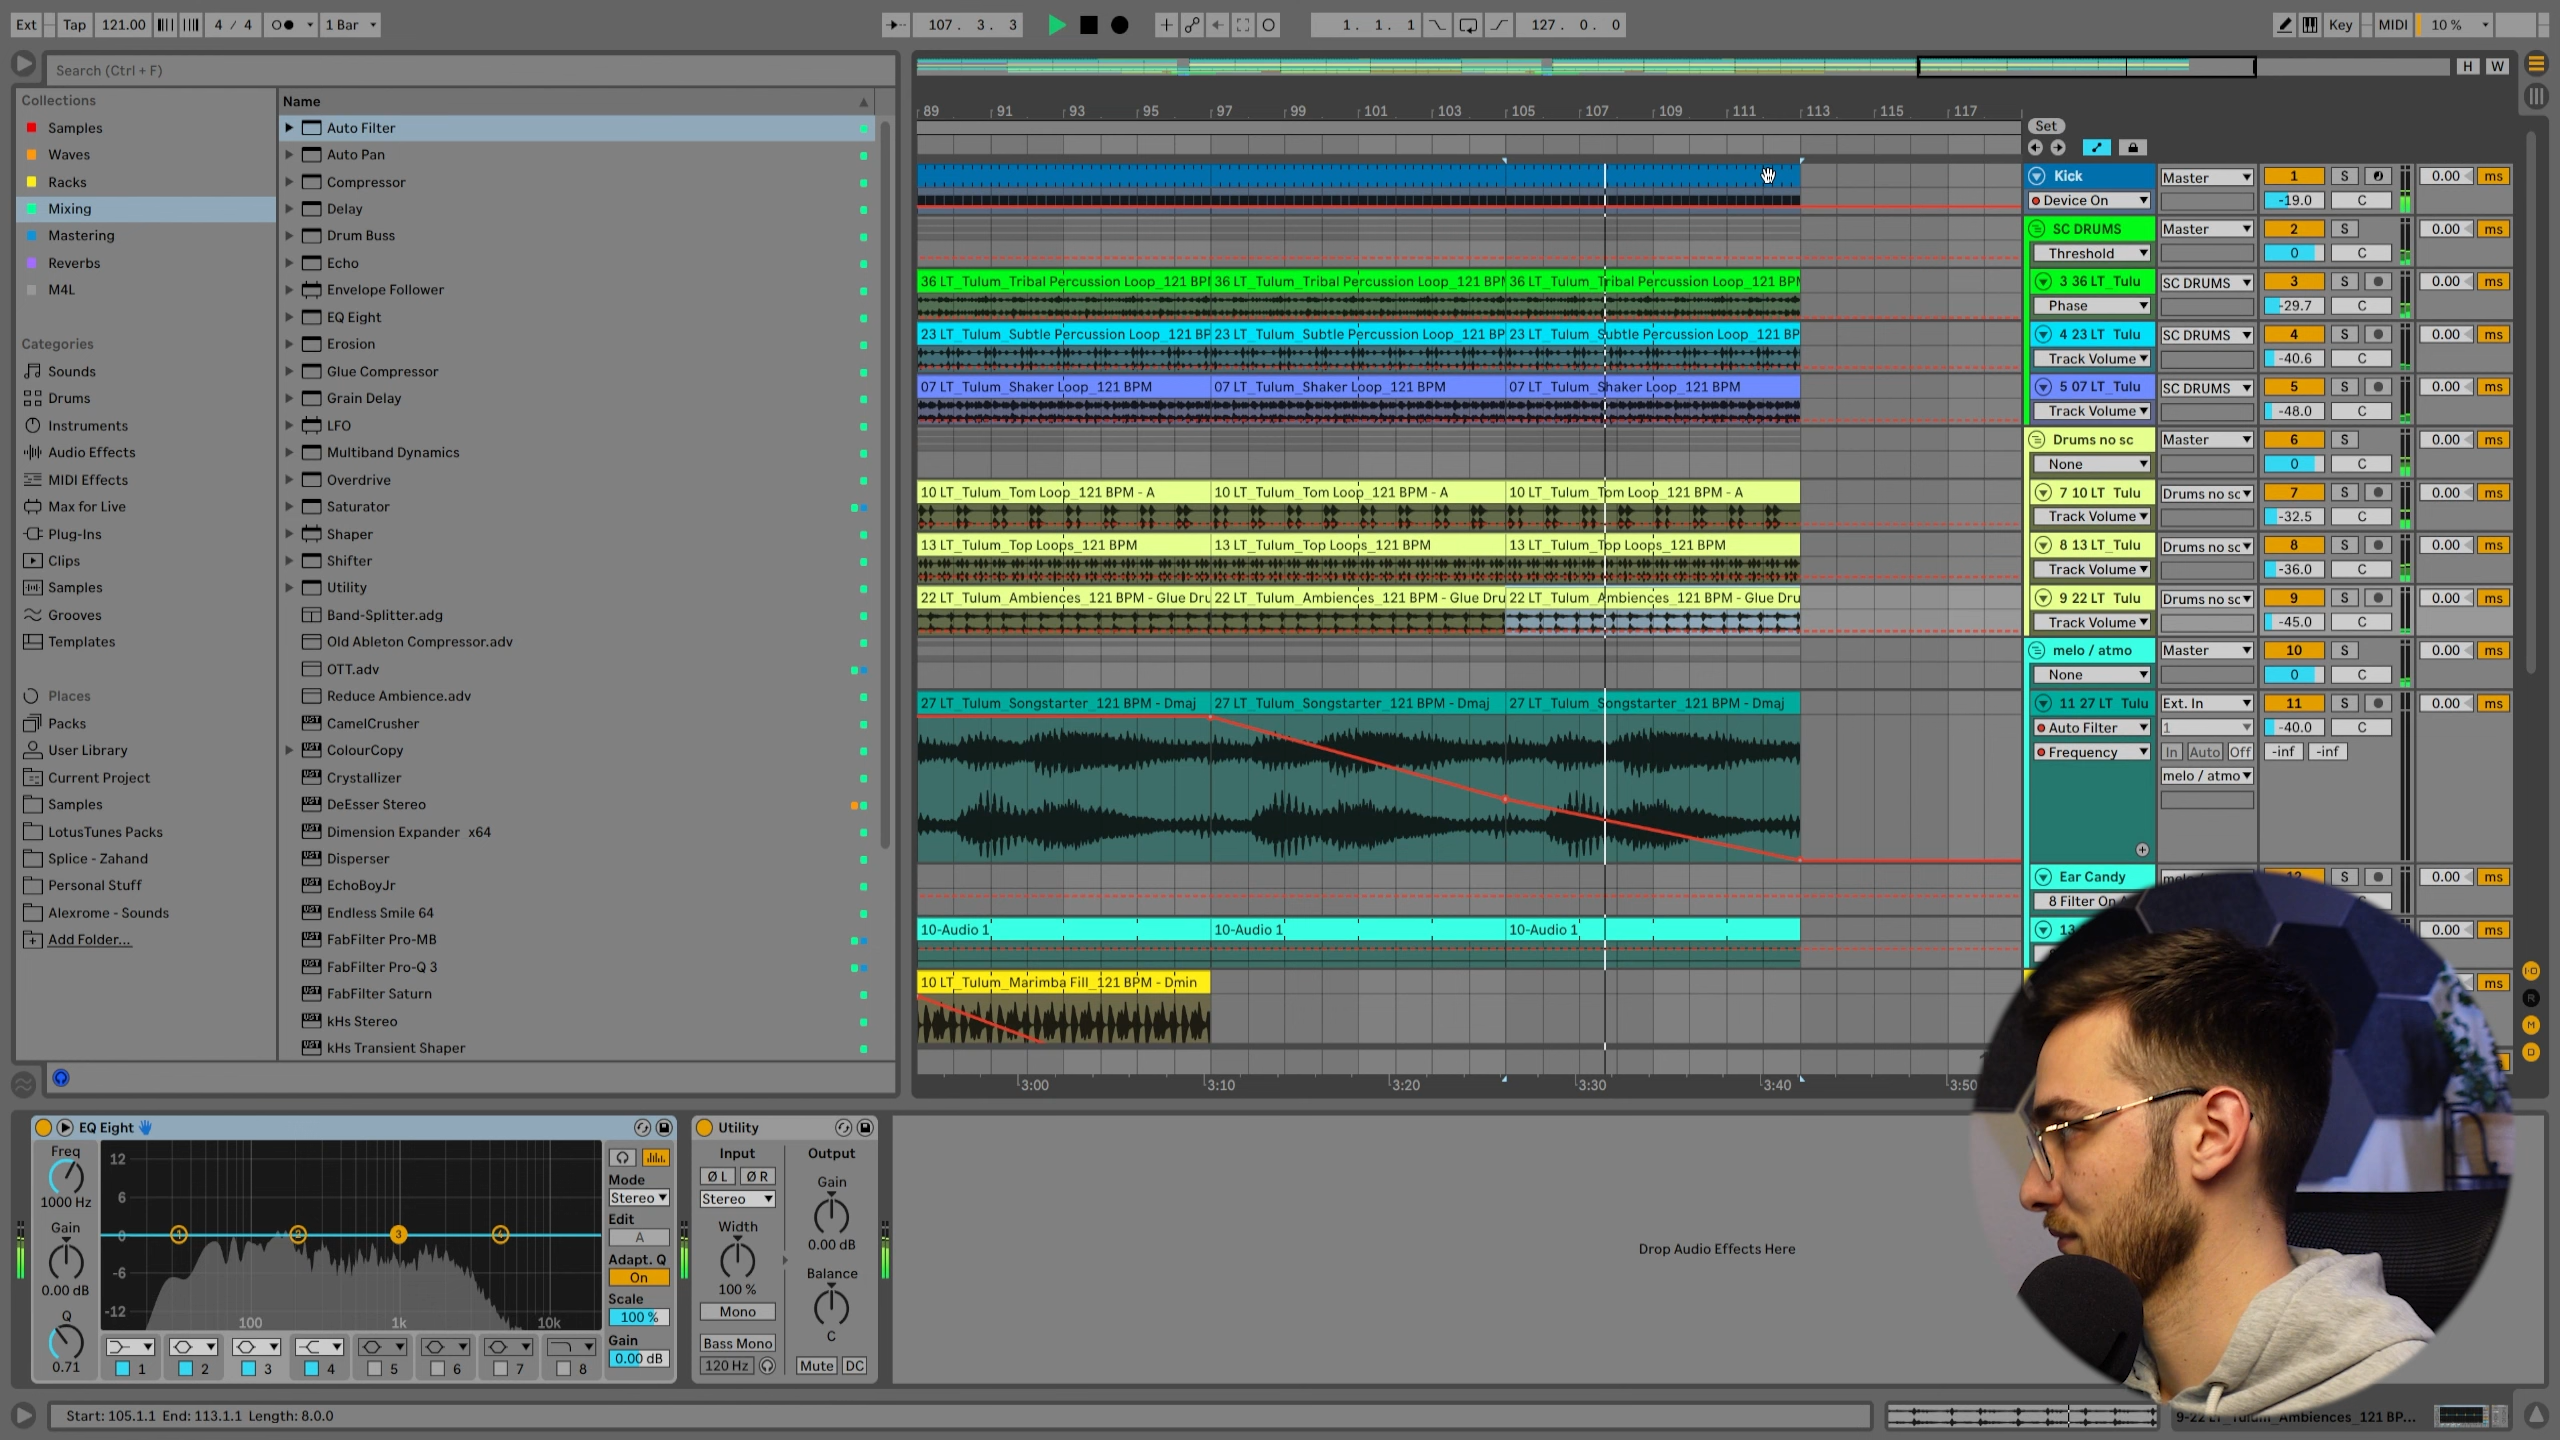 Ext Tap 121.00 4 / 4 1 Bar 107. 3. 3 1. 1. 1 127. 0. 0 Key MIDI 10 %
Search (Ctrl + F)
H W
Collections
Samples
Waves
Racks
Mixing
Mastering
Reverbs
M4L
Categories
Sounds
Drums
Instruments
Audio Effects
MIDI Effects
Max for Live
Plug-Ins
Clips
Samples
Grooves
Templates
Places
Packs
User Library
Current Project
Samples
LotusTunes Packs
Splice - Zahand
Personal Stuff
Alexrome - Sounds
Add Folder...
Name
Auto Filter
Auto Pan
Compressor
Delay
Drum Buss
Echo
Envelope Follower
EQ Eight
Erosion
Glue Compressor
Grain Delay
LFO
Multiband Dynamics
Overdrive
Saturator
Shaper
Shifter
Utility
Band-Splitter.adg
Old Ableton Compressor.adv
OTT.adv
Reduce Ambience.adv
CamelCrusher
ColourCopy
Crystallizer
DeEsser Stereo
Dimension Expander x64
Disperser
EchoBoyJr
Endless Smile 64
FabFilter Pro-MB
FabFilter Pro-Q 3
FabFilter Saturn
kHs Stereo
kHs Transient Shaper
89 91 93 95 97 99 101 103 105 107 109 111 113 115 117
Set
Kick Master 1 S 0.00 ms
Device On -19.0 C
SC DRUMS Master 2 S 0.00 ms
Threshold 0 C
36 LT_Tulum_Tribal Percussion Loop_121 BPM 36 LT_Tulum_Tribal Percussion Loop_121 BPM 36 LT_Tulum_Tribal Percussion Loop_121 BPM 3 36 LT_Tulu SC DRUMS 3 S 0.00 ms
Phase -29.7 C
23 LT_Tulum_Subtle Percussion Loop_121 BP 23 LT_Tulum_Subtle Percussion Loop_121 BP 23 LT_Tulum_Subtle Percussion Loop_121 BP 4 23 LT_Tulu SC DRUMS 4 S 0.00 ms
Track Volume -40.6 C
07 LT_Tulum_Shaker Loop_121 BPM 07 LT_Tulum_Shaker Loop_121 BPM 07 LT_Tulum_Shaker Loop_121 BPM 5 07 LT_Tulu SC DRUMS 5 S 0.00 ms
Track Volume -48.0 C
Drums no sc Master 6 S 0.00 ms
None 0 C
10 LT_Tulum_Tom Loop_121 BPM - A 10 LT_Tulum_Tom Loop_121 BPM - A 10 LT_Tulum_Tom Loop_121 BPM - A 7 10 LT_Tulu Drums no sc 7 S 0.00 ms
Track Volume -32.5 C
13 LT_Tulum_Top Loops_121 BPM 13 LT_Tulum_Top Loops_121 BPM 13 LT_Tulum_Top Loops_121 BPM 8 13 LT_Tulu Drums no sc 8 S 0.00 ms
Track Volume -36.0 C
22 LT_Tulum_Ambiences_121 BPM - Glue Dru 22 LT_Tulum_Ambiences_121 BPM - Glue Dru 22 LT_Tulum_Ambiences_121 BPM - Glue Dru 9 22 LT_Tulu Drums no sc 9 S 0.00 ms
Track Volume -45.0 C
melo / atmo Master 10 S 0.00 ms
None 0 C
27 LT_Tulum_Songstarter_121 BPM - Dmaj 27 LT_Tulum_Songstarter_121 BPM - Dmaj 27 LT_Tulum_Songstarter_121 BPM - Dmaj 11 27 LT_Tulu Ext. In 11 S 0.00 ms
Auto Filter 1 -40.0 C
Frequency In Auto Off -inf -inf
melo / atmo
Ear Candy S 0.00 ms
8 Filter On
10-Audio 1 10-Audio 1 10-Audio 1 13 0.00 ms
10 LT_Tulum_Marimba Fill_121 BPM - Dmin ms
3:00 3:10 3:20 3:30 3:40 3:50
EQ Eight
Freq
1000 Hz
Gain
0.00 dB
Q
0.71
12
6
0
-6
-12
1 2 3 4
100 1k 10k
1 2 3 4 5 6 7 8
Mode
Stereo
Edit
A
Adapt. Q
On
Scale
100 %
Gain
0.00 dB
Utility
Input Output
Ø L Ø R
Stereo
Gain
0.00 dB
Width
100 %
Mono
Balance
C
Bass Mono
120 Hz
Mute DC
Drop Audio Effects Here
Start: 105.1.1 End: 113.1.1 Length: 8.0.0
9-22 LT_Tulum_Ambiences_121 BP...